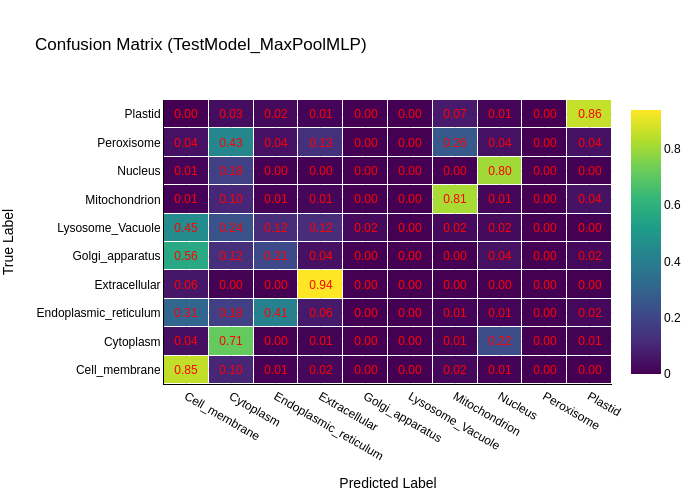 Confusion Matrix (TestModel_MaxPoolMLP)
True Label
Plastid 0.00 0.03 0.02 0.01 0.00 0.00 0.07 0.01 0.00 0.86
Peroxisome 0.04 0.43 0.04 0.13 0.00 0.00 0.04 0.00 0.04
Nucleus 0.01 0.00 0.00 0.00 0.00 0.00 0.80 0.00 0.00
Mitochondrion 0.01 0.10 0.01 0.01 0.00 0.00 0.81 0.01 0.00 0.04
Lysosome_Vacuole 0.45 0.24 0.12 0.12 0.02 0.00 0.02 0.02 0.00 0.00
Golgi_apparatus 0.56 0.12 0.21 0.04 0.00 0.00 0.00 0.04 0.00 0.02
Extracellular 0.06 0.00 0.00 0.94 0.00 0.00 0.00 0.00 0.00 0.00
Endoplasmic_reticulum 0.31 0.41 0.06 0.00 0.00 0.01 0.01 0.00 0.02
Cytoplasm 0.04 0.71 0.00 0.01 0.00 0.00 0.01 0.22 0.00 0.01
Cell_membrane 0.85 0.10 0.01 0.02 0.00 0.00 0.02 0.01 0.00 0.00
Cell_membrane Cytoplasm Endoplasmic_reticulum Extracellular Golgi_apparatus Lysosome_Vacuole Mitochondrion Nucleus Peroxisome Plastid
Predicted Label
0.8
0.6
0.4
0.2
0